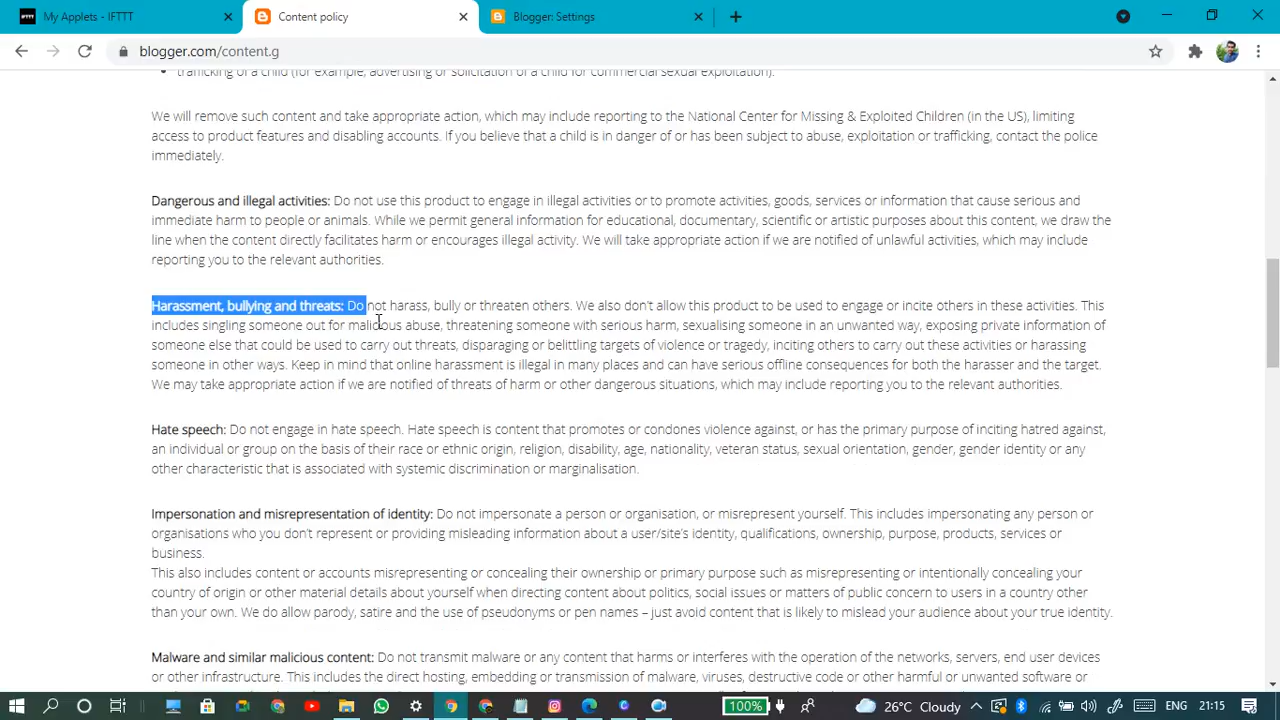 My Applets - IFTTT
Content policy
Blogger: Settings
blogger.com/content.g
trafficking of a child (for example, advertising or solicitation of a child for commercial sexual exploitation).
We will remove such content and take appropriate action, which may include reporting to the National Center for Missing & Exploited Children (in the US), limiting
access to product features and disabling accounts. If you believe that a child is in danger of or has been subject to abuse, exploitation or trafficking, contact the police
immediately.
Dangerous and illegal activities: Do not use this product to engage in illegal activities or to promote activities, goods, services or information that cause serious and
immediate harm to people or animals. While we permit general information for educational, documentary, scientific or artistic purposes about this content, we draw the
line when the content directly facilitates harm or encourages illegal activity. We will take appropriate action if we are notified of unlawful activities, which may include
reporting you to the relevant authorities.
Harassment, bullying and threats: Do not harass, bully or threaten others. We also don't allow this product to be used to engage or incite others in these activities. This
includes singling someone out for malicious abuse, threatening someone with serious harm, sexualising someone in an unwanted way, exposing private information of
someone else that could be used to carry out threats, disparaging or belittling targets of violence or tragedy, inciting others to carry out these activities or harassing
someone in other ways. Keep in mind that online harassment is illegal in many places and can have serious offline consequences for both the harasser and the target.
We may take appropriate action if we are notified of threats of harm or other dangerous situations, which may include reporting you to the relevant authorities.
Hate speech: Do not engage in hate speech. Hate speech is content that promotes or condones violence against, or has the primary purpose of inciting hatred against,
an individual or group on the basis of their race or ethnic origin, religion, disability, age, nationality, veteran status, sexual orientation, gender, gender identity or any
other characteristic that is associated with systemic discrimination or marginalisation.
Impersonation and misrepresentation of identity: Do not impersonate a person or organisation, or misrepresent yourself. This includes impersonating any person or
organisations who you don't represent or providing misleading information about a user/site's identity, qualifications, ownership, purpose, products, services or
business.
This also includes content or accounts misrepresenting or concealing their ownership or primary purpose such as misrepresenting or intentionally concealing your
country of origin or other material details about yourself when directing content about politics, social issues or matters of public concern to users in a country other
than your own. We do allow parody, satire and the use of pseudonyms or pen names – just avoid content that is likely to mislead your audience about your true identity.
Malware and similar malicious content: Do not transmit malware or any content that harms or interferes with the operation of the networks, servers, end user devices
or other infrastructure. This includes the direct hosting, embedding or transmission of malware, viruses, destructive code or other harmful or unwanted software or
100%
26°C Cloudy
ENG
21:15